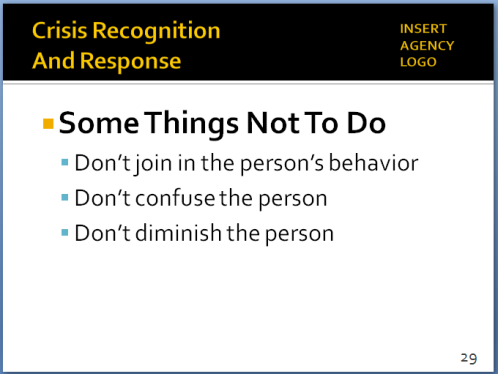 Crisis Recognition
And Response
INSERT
AGENCY
LOGO
Some Things Not To Do
Don’t join in the person’s behavior
Don’t confuse the person
Don’t diminish the person
29